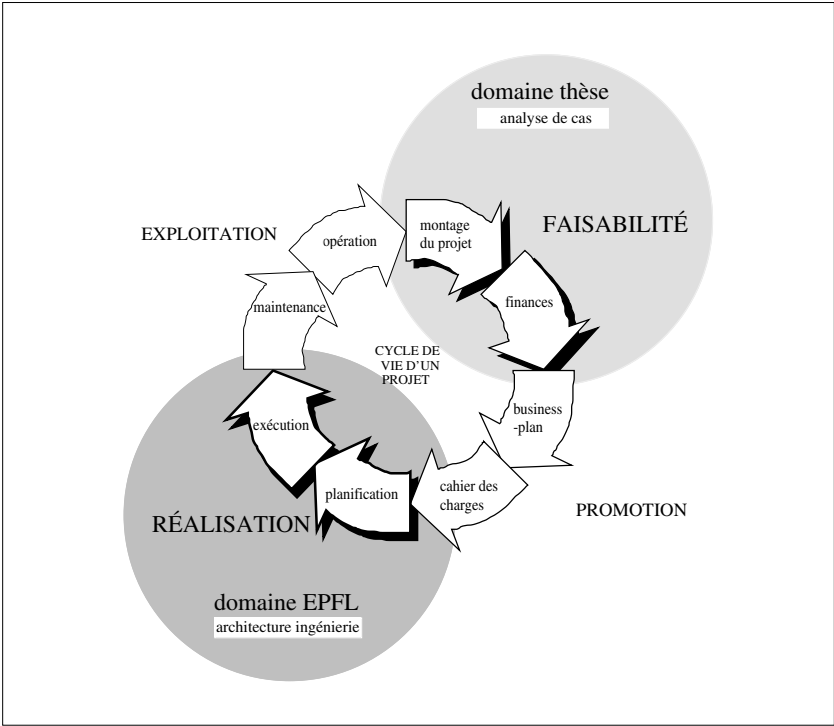 domaine thèse
analyse de cas
EXPLOITATION
opération
montage
du projet
FAISABILITÉ
maintenance
finances
CYCLE DE
VIE D'UN
PROJET
business
-plan
exécution
planification
cahier des
charges
PROMOTION
RÉALISATION
domaine EPFL
architecture ingénierie